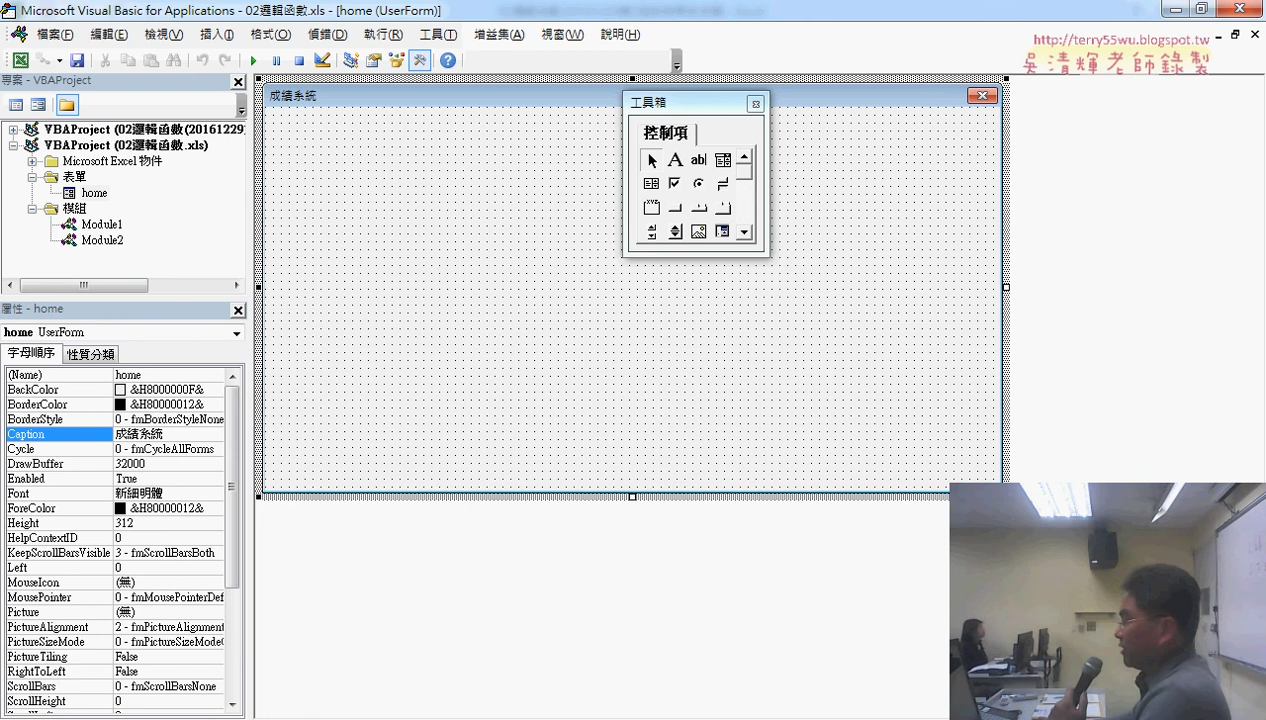 Microsoft Visual Basic for Applications - 02邏輯函數.xls - [home (UserForm)]
檔案(F) 編輯(E) 檢視(V) 插入(I) 格式(O) 偵錯(D) 執行(R) 工具(T) 增益集(A) 視窗(W) 說明(H)
http://terry55wu.blogspot.tw
吳清輝老師錄製
專案 - VBAProject
VBAProject (02邏輯函數(20161229)
VBAProject (02邏輯函數.xls)
Microsoft Excel 物件
表單
home
模組
Module1
Module2
屬性 - home
home UserForm
字母順序 性質分類
(Name) home
BackColor &H8000000F&
BorderColor &H80000012&
BorderStyle 0 - fmBorderStyleNone
Caption 成績系統
Cycle 0 - fmCycleAllForms
DrawBuffer 32000
Enabled True
Font 新細明體
ForeColor &H80000012&
Height 312
HelpContextID 0
KeepScrollBarsVisible 3 - fmScrollBarsBoth
Left 0
MouseIcon (無)
MousePointer 0 - fmMousePointerDef
Picture (無)
PictureAlignment 2 - fmPictureAlignment
PictureSizeMode 0 - fmPictureSizeMode
PictureTiling False
RightToLeft False
ScrollBars 0 - fmScrollBarsNone
ScrollHeight 0
成績系統
工具箱
控制項
A abl
XYZ